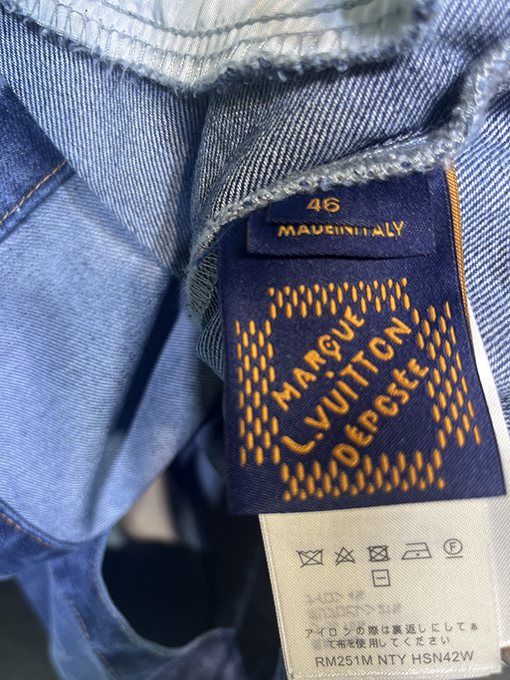 46
MADE IN ITALY
MARQUE
L.VUITTON
DEPOSÉE
アイロンの際は裏返しにしてあ
て布を使用してください
RM251M NTY HSN42W